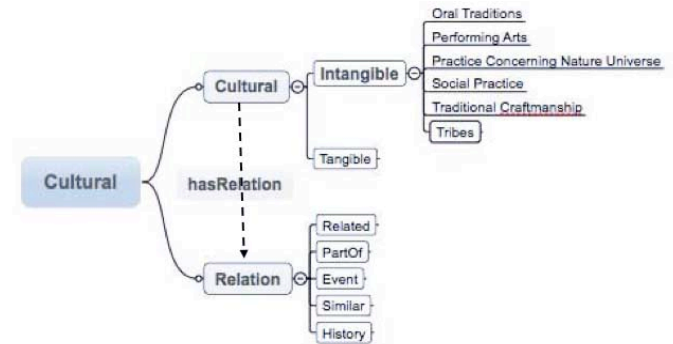 Cultural
Cultural
Intangible
Oral Traditions
Performing Arts
Practice Concerning Nature Universe
Social Practice
Traditional Craftmanship
Tribes
Tangible
hasRelation
Relation
Related
PartOf
Event
Similar
History